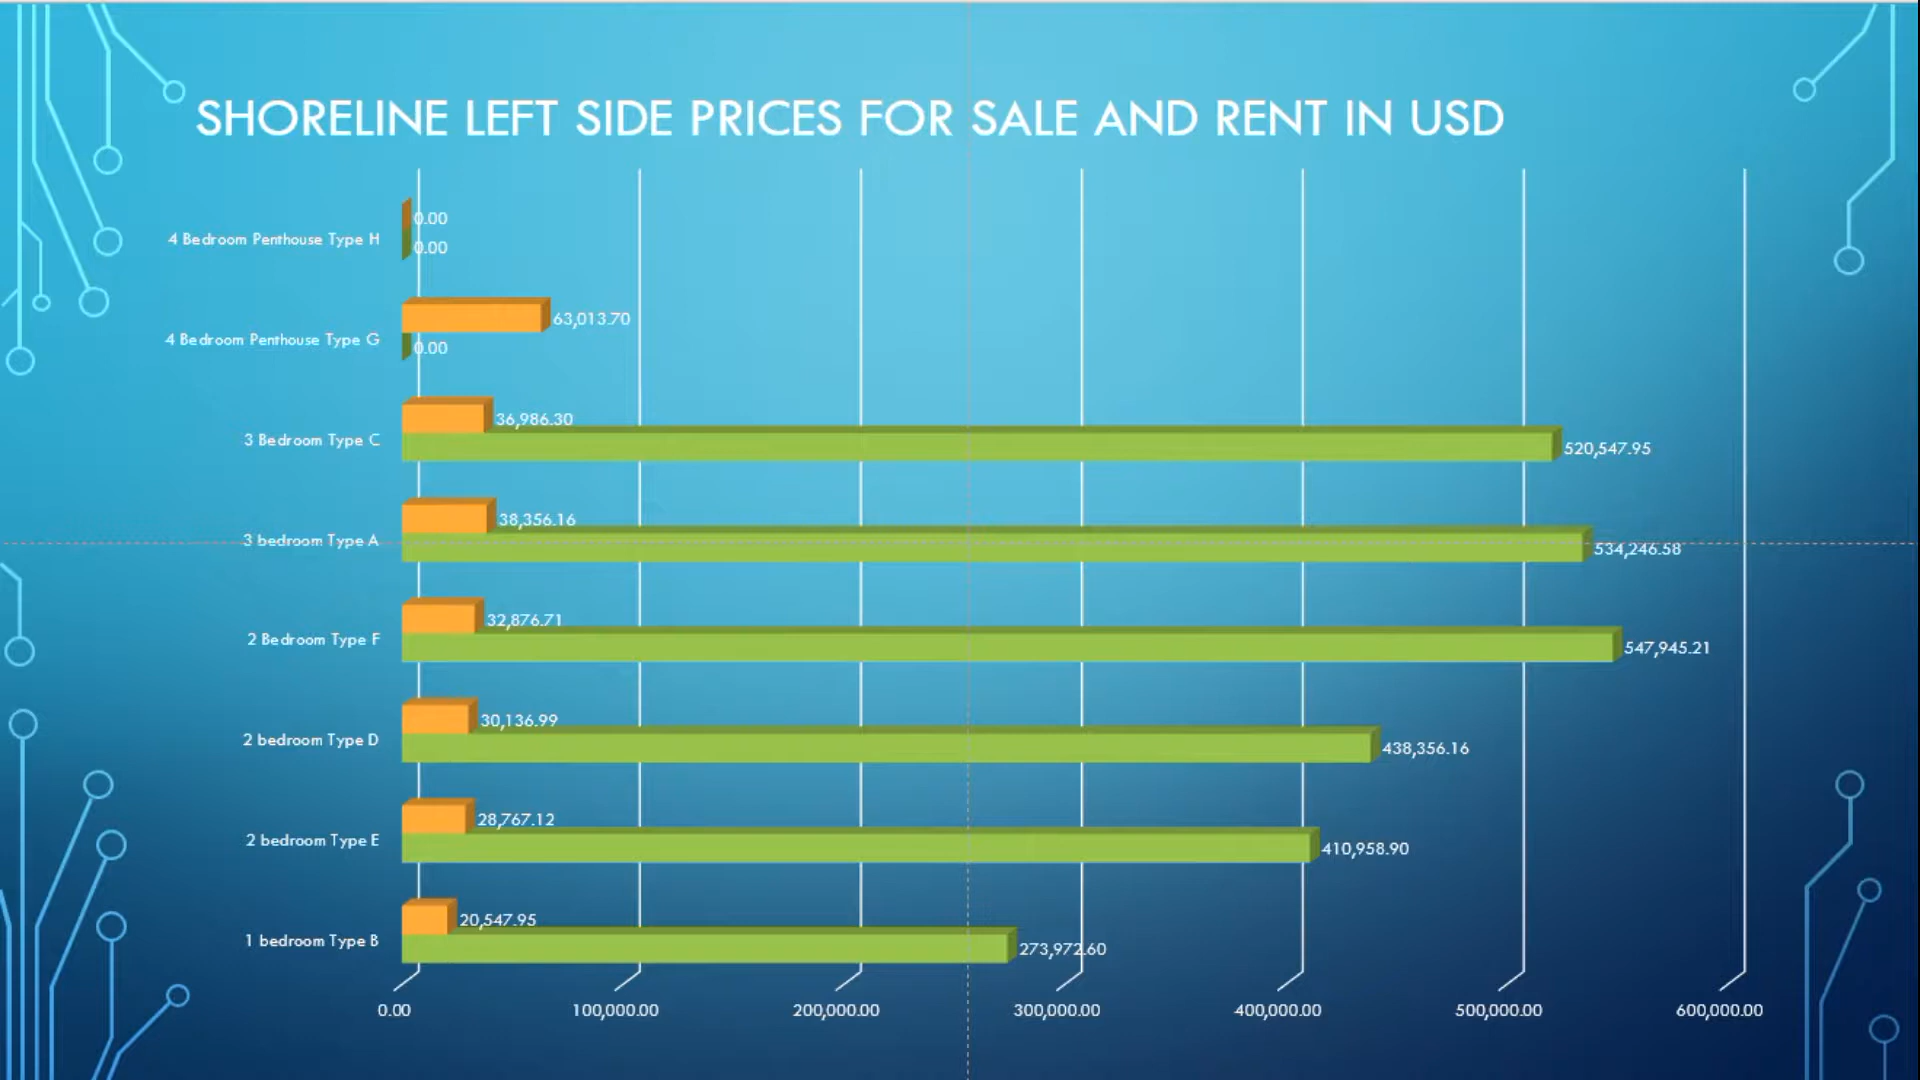 SHORELINE LEFT SIDE PRICES FOR SALE AND RENT IN USD
0.00
4 Bedroom Penthouse Type H
0.00
63,013.70
4 Bedroom Penthouse Type G
0.00
36,986.30
3 Bedroom Type C
520,547.95
38,356.16
3 bedroom Type A
534,246.58
32,876.71
2 Bedroom Type F
547,945.21
30,136.99
2 bedroom Type D
438,356.16
28,767.12
2 bedroom Type E
410,958.90
20,547.95
1 bedroom Type B
273,972.60
0.00
100,000.00
200,000.00
300,000.00
400,000.00
500,000.00
600,000.00